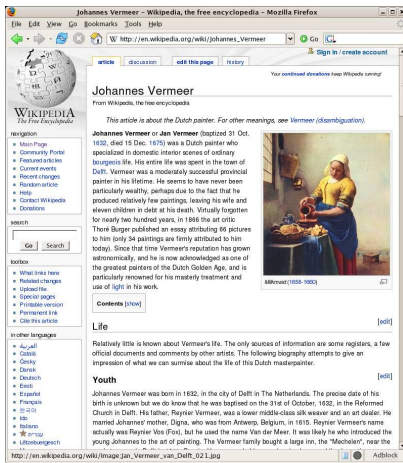 Johannes Vermeer - Wikipedia, the free encyclopedia - Mozilla Firefox
File Edit View Go Bookmarks Tools Help
W http://en.wikipedia.org/wiki/Johannes_Vermeer
Go
Sign in / create account
article discussion edit this page history
Your continued donations keep Wikipedia running!
WIKIPEDIA
The Free Encyclopedia
navigation
Main Page
Community Portal
Featured articles
Current events
Recent changes
Random article
Help
Contact Wikipedia
Donations
search
Go Search
toolbox
What links here
Related changes
Upload file
Special pages
Printable version
Permanent link
Cite this article
in other languages
العربية
Català
Česky
Dansk
Deutsch
Eesti
Español
Français
한국어
Ido
Italiano
עברית
Lëtzebuergesch
Johannes Vermeer
From Wikipedia, the free encyclopedia
This article is about the Dutch painter. For other meanings, see Vermeer (disambiguation).
Johannes Vermeer or Jan Vermeer (baptized 31 Oct.
1632, died 15 Dec. 1675) was a Dutch painter who
specialized in domestic interior scenes of ordinary
bourgeois life. His entire life was spent in the town of
Delft. Vermeer was a moderately successful provincial
painter in his lifetime. He seems to have never been
particularly wealthy, perhaps due to the fact that he
produced relatively few paintings, leaving his wife and
eleven children in debt at his death. Virtually forgotten
for nearly two hundred years, in 1866 the art critic
Thoré Burger published an essay attributing 66 pictures
to him (only 34 paintings are firmly attributed to him
today). Since that time Vermeer's reputation has grown
astronomically, and he is now acknowledged as one of
the greatest painters of the Dutch Golden Age, and is
particularly renowned for his masterly treatment and
use of light in his work.
Milkmaid (1658-1660)
Contents [show]
Life
[edit]
Relatively little is known about Vermeer's life. The only sources of information are some registers, a few
official documents and comments by other artists. The following biography attempts to give an
impression of what we can surmise about the life of this Dutch masterpainter.
Youth
[edit]
Johannes Vermeer was born in 1632, in the city of Delft in The Netherlands. The precise date of his
birth is unknown but we do know that he was baptised on the 31st of October, 1632, in the Reformed
Church in Delft. His father, Reynier Vermeer, was a lower middle-class silk weaver and an art dealer. He
married Johannes' mother, Digna, who was from Antwerp, Belgium, in 1615. Reynier Vermeer's name
actually was Reynier Vos (Fox), but he used the name Van der Meer. It was likely he who introduced the
young Johannes to the art of painting. The Vermeer family bought a large inn, the "Mechelen", near the
http://en.wikipedia.org/wiki/Image:Jan_Vermeer_van_Delft_021.jpg
Adblock